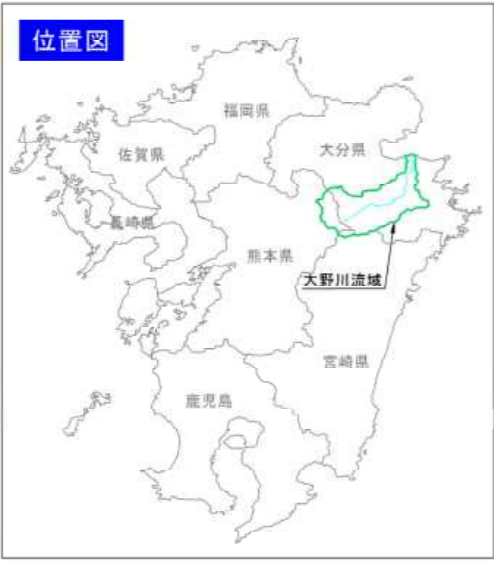 位置図
福岡県
佐賀県
大分県
長崎県
熊本県
大野川流域
宮崎県
鹿児島